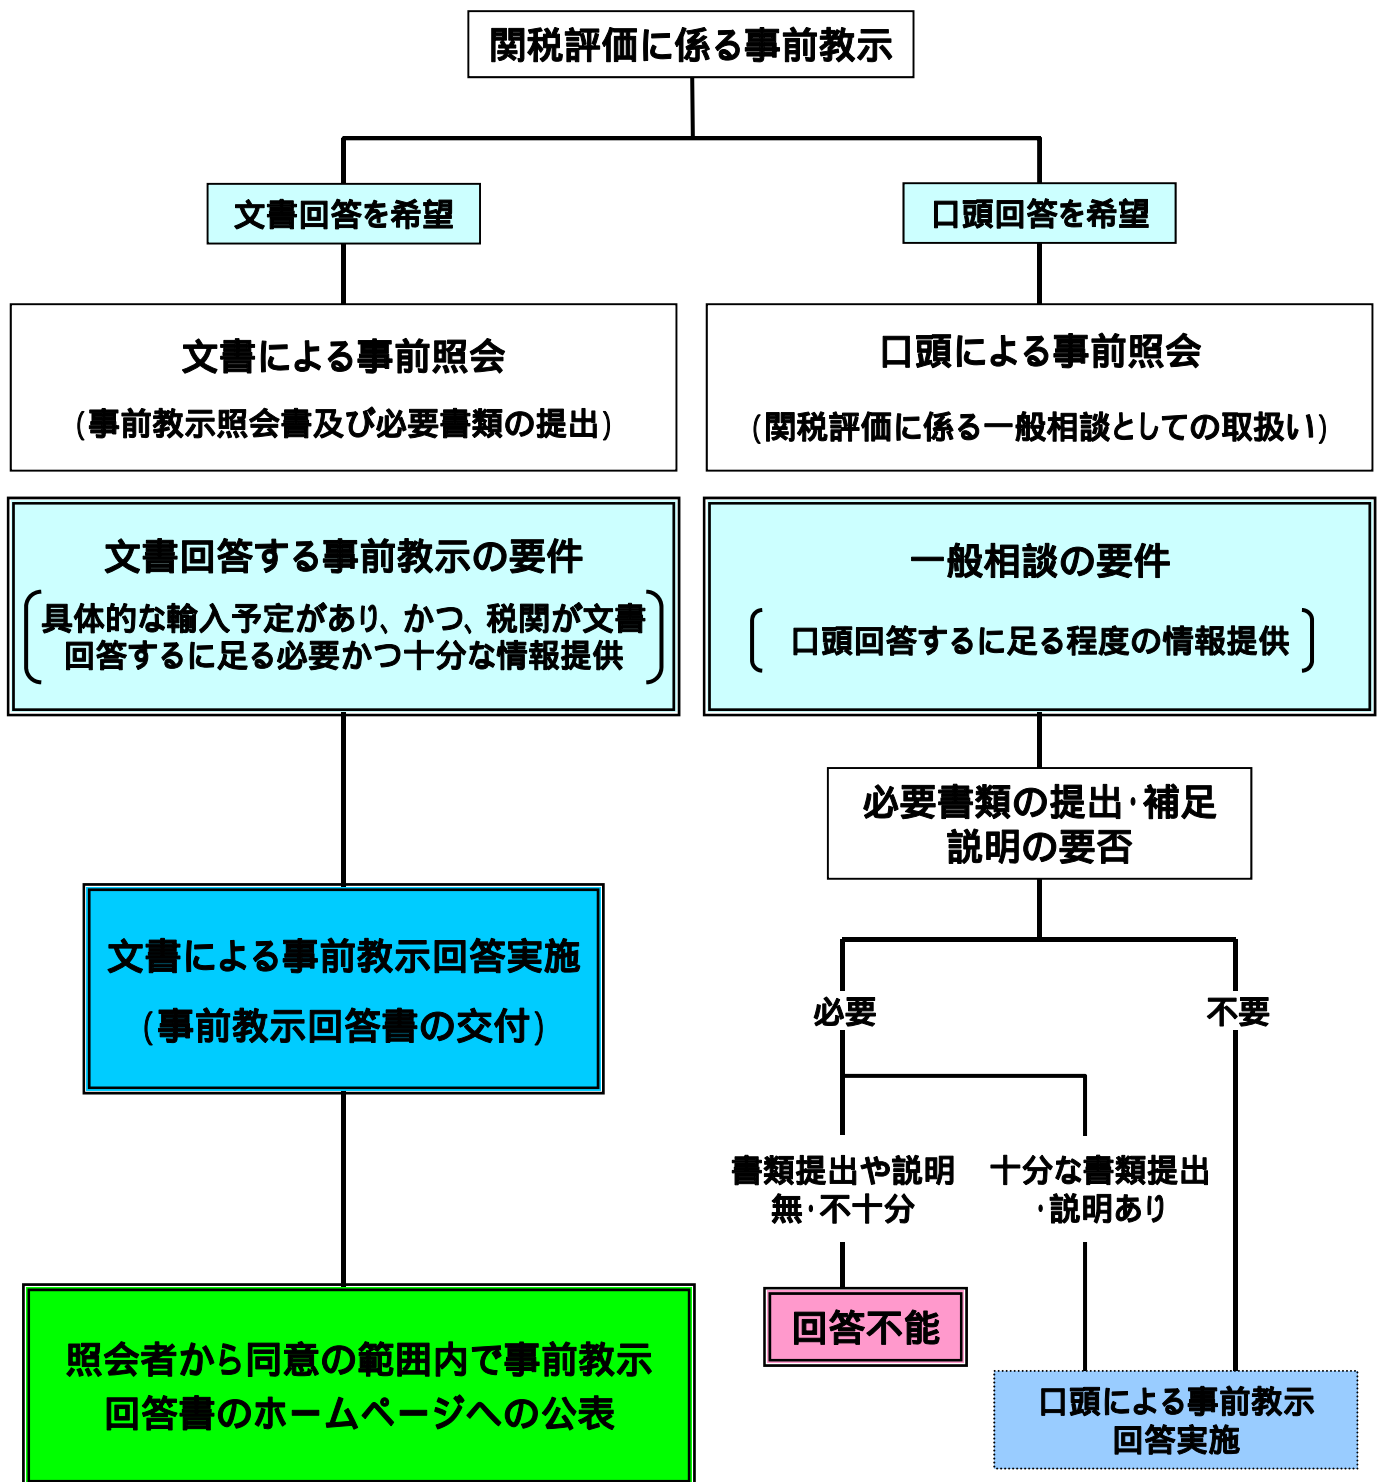 関税評価に係る事前教示
文書回答を希望
口頭回答を希望
文書による事前照会
(事前教示照会書及び必要書類の提出)
口頭による事前照会
(関税評価に係る一般相談としての取扱い)
文書回答する事前教示の要件
具体的な輸入予定があり、かつ、税関が文書
回答するに足る必要かつ十分な情報提供
一般相談の要件
口頭回答するに足る程度の情報提供
必要書類の提出・補足
説明の要否
文書による事前教示回答実施
(事前教示回答書の交付)
必要
不要
書類提出や説明
無・不十分
十分な書類提出
・説明あり
回答不能
照会者から同意の範囲内で事前教示
回答書のホームページへの公表
口頭による事前教示
回答実施